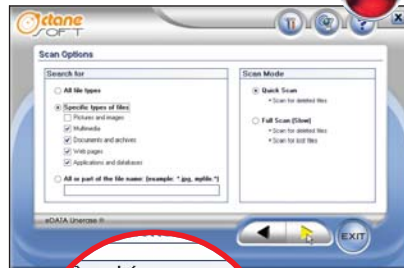 Octane
SOFT
?
x
Scan Options
Search for
All file types
Specific types of files
Pictures and images
Multimedia
Documents and archives
Web pages
Applications and databases
All or part of the file name: (example: *.jpg, myfile.*)
Scan Mode
Quick Scan
• Scan for deleted files
Full Scan (Slow)
• Scan for deleted files
• Scan for lost files
eDATA Unerase ®
EXIT